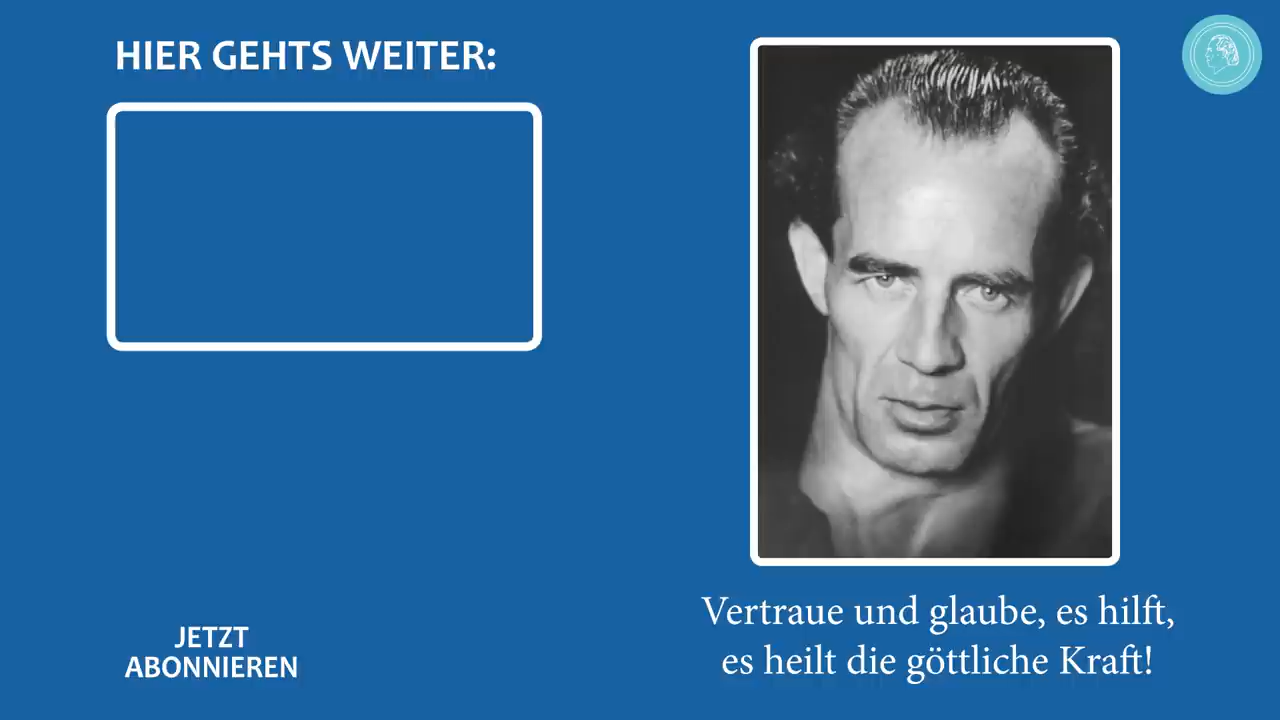 HIER GEHTS WEITER:
JETZT
ABONNIEREN
Vertraue und glaube, es hilft,
es heilt die göttliche Kraft!